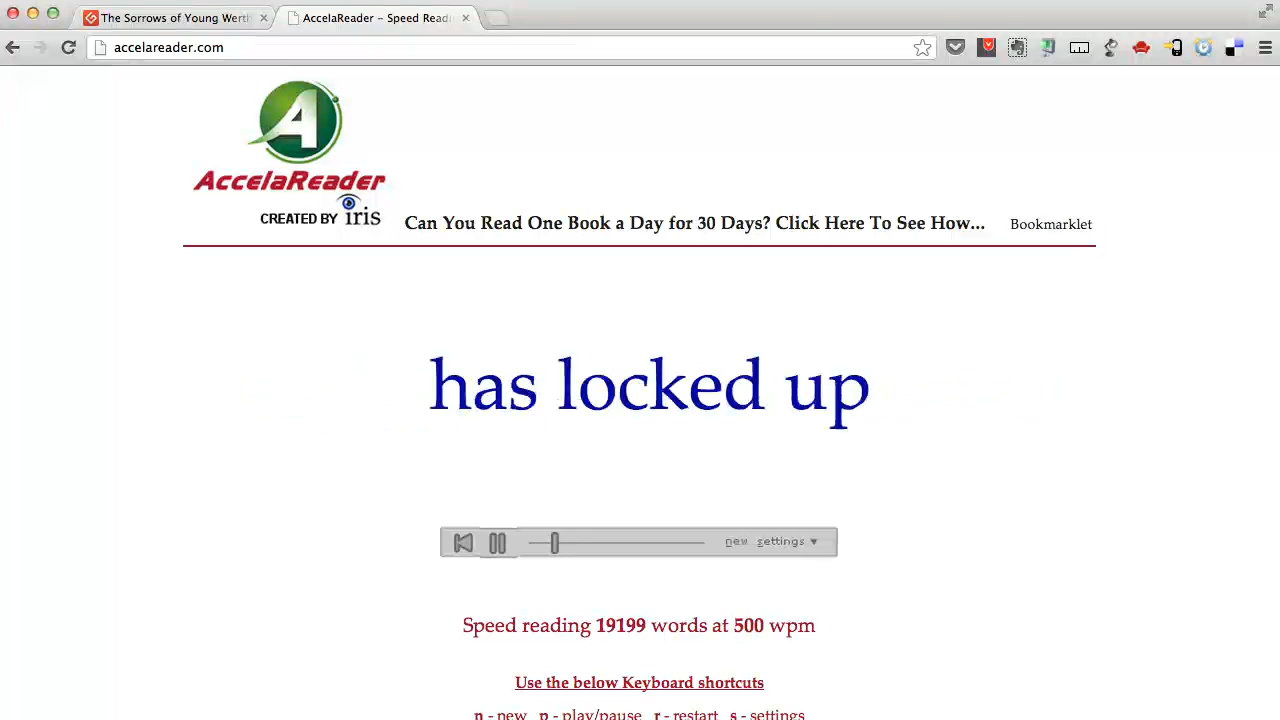 The Sorrows of Young Werth
AccelaReader - Speed Readi
accelareader.com
A
AccelaReader
CREATED BY iris
Can You Read One Book a Day for 30 Days? Click Here To See How... Bookmarklet
has locked up
new settings ▼
Speed reading 19199 words at 500 wpm
Use the below Keyboard shortcuts
n - new p - play/pause r - restart s - settings